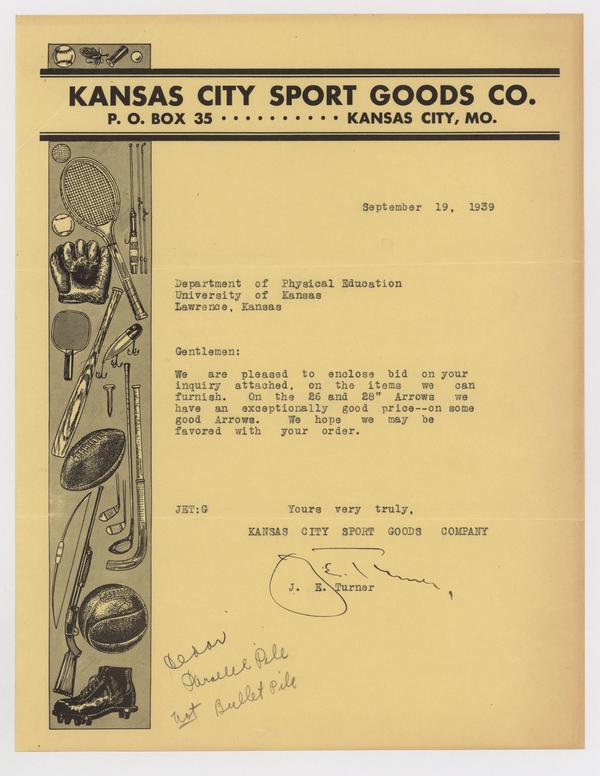 KANSAS CITY SPORT GOODS CO.
P. O. BOX 35 · · · · · · · · · · KANSAS CITY, MO.
September 19, 1939
Department of Physical Education
University of Kansas
Lawrence, Kansas
Gentlemen:
We are pleased to enclose bid on your
inquiry attached, on the items we can
furnish. On the 26 and 28" Arrows we
have an exceptionally good price--on some
good Arrows. We hope we may be
favored with your order.
JET:G Yours very truly,
KANSAS CITY SPORT GOODS COMPANY
J. E. Turner
J. E. Turner
Parallel Pile
not Bullet Pile